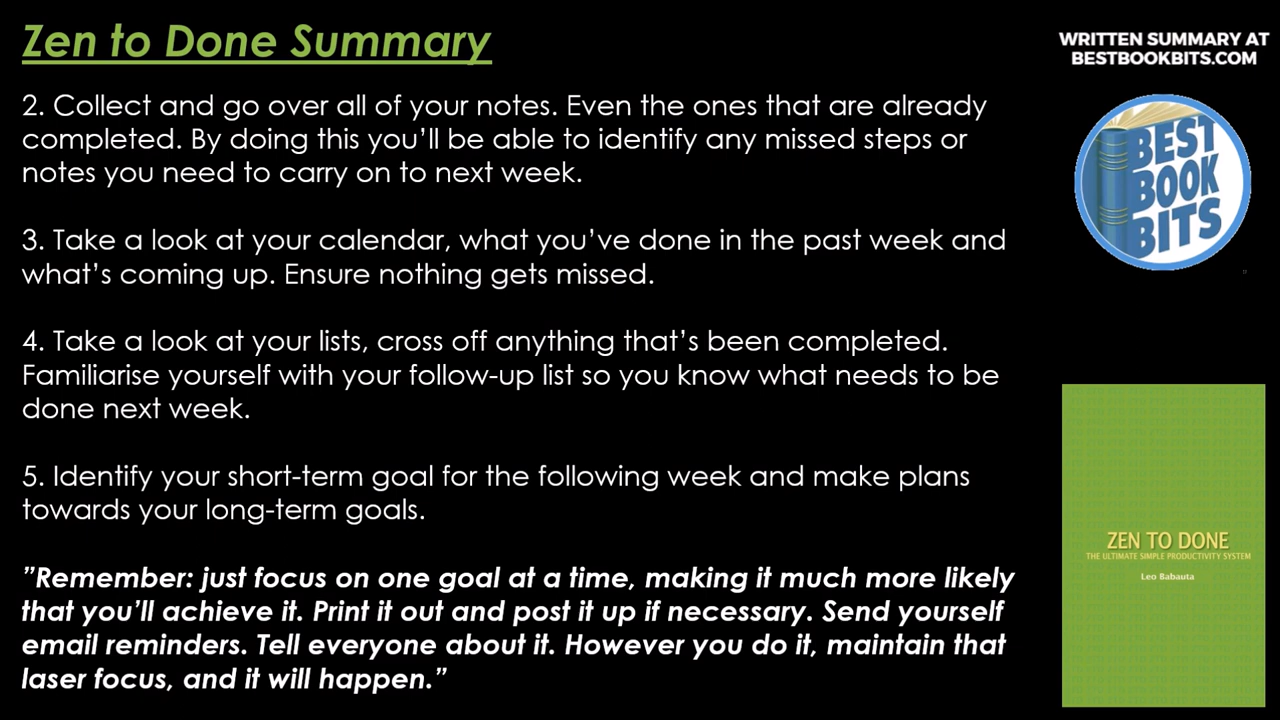 Zen to Done Summary
2. Collect and go over all of your notes. Even the ones that are already
completed. By doing this you’ll be able to identify any missed steps or
notes you need to carry on to next week.
3. Take a look at your calendar, what you’ve done in the past week and
what’s coming up. Ensure nothing gets missed.
4. Take a look at your lists, cross off anything that’s been completed.
Familiarise yourself with your follow-up list so you know what needs to be
done next week.
5. Identify your short-term goal for the following week and make plans
towards your long-term goals.
”Remember: just focus on one goal at a time, making it much more likely
that you’ll achieve it. Print it out and post it up if necessary. Send yourself
email reminders. Tell everyone about it. However you do it, maintain that
laser focus, and it will happen.”
WRITTEN SUMMARY AT
BESTBOOKBITS.COM
BEST
BOOK
BITS
ZEN TO DONE
THE ULTIMATE SIMPLE PRODUCTIVITY SYSTEM
Leo Babauta